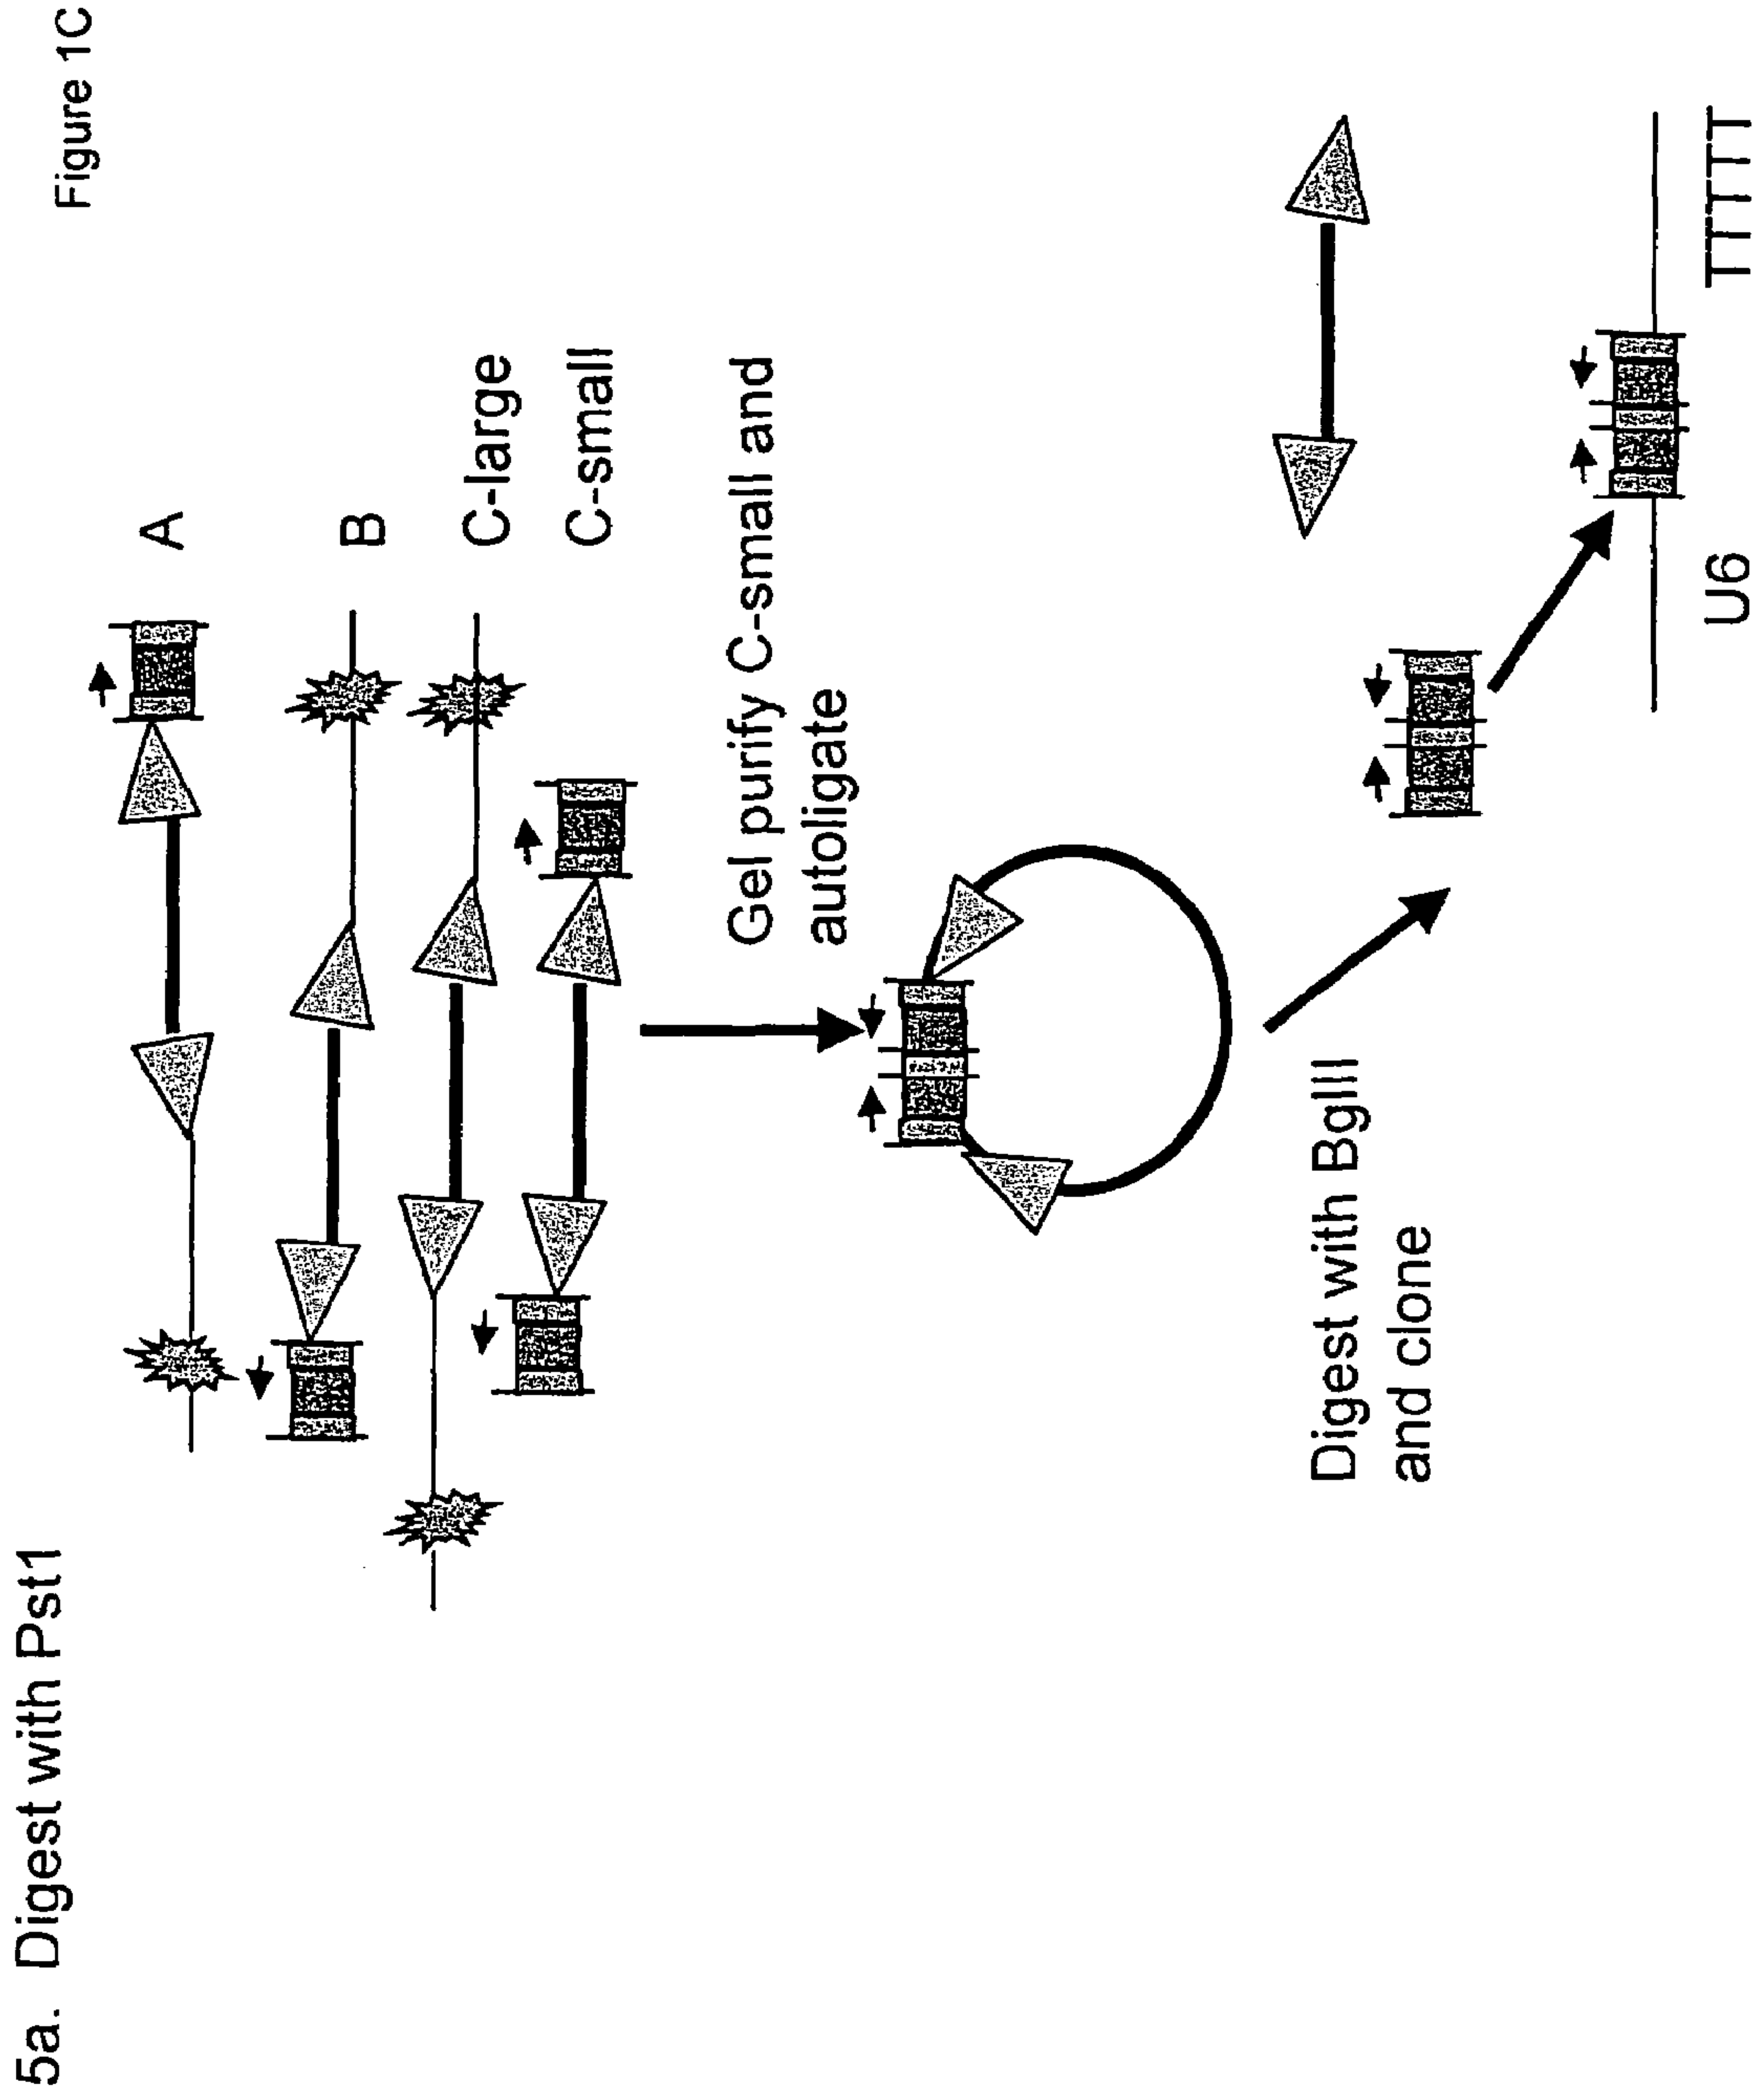 Figure 1C
5a. Digest with Pst1
A
B
C-large
C-small
Gel purify C-small and
autoligate
Digest with BglII
and clone
U6
TTTTTT